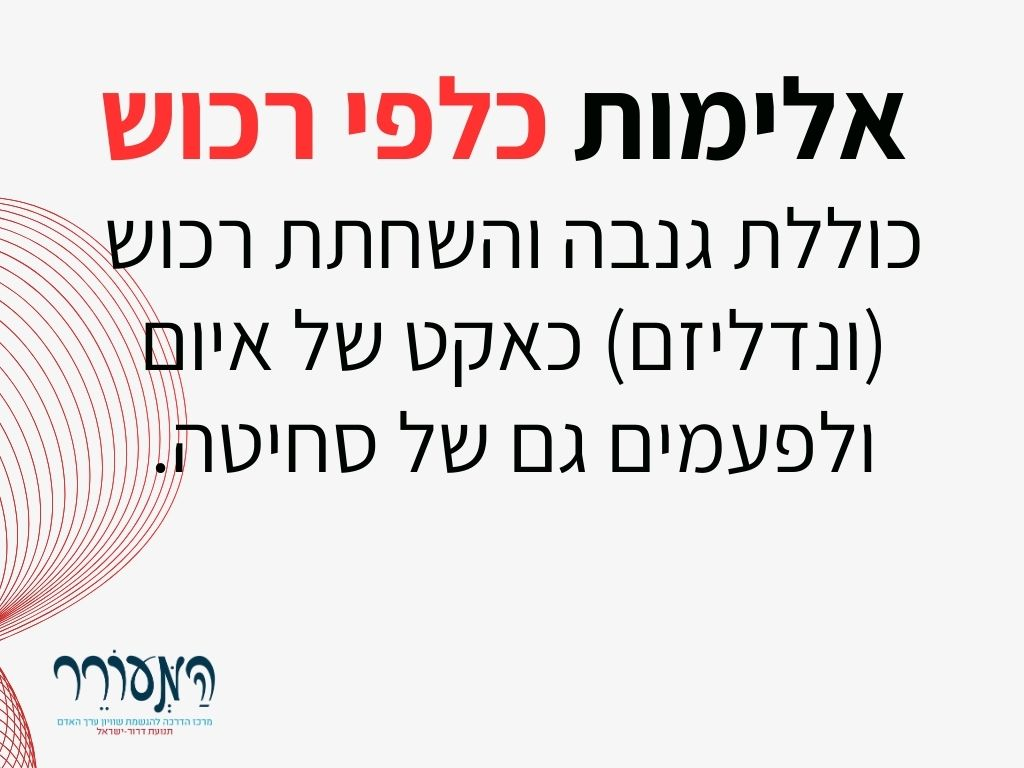 אלימות כלפי רכוש
כוללת גנבה והשחתת רכוש
(ונדליזם) כאקט של איום
ולפעמים גם של סחיטה.
הַמְּעוֹרֵר
מרכז הדרכה להגשמת שוויון ערך האדם
תנועת דרור-ישראל